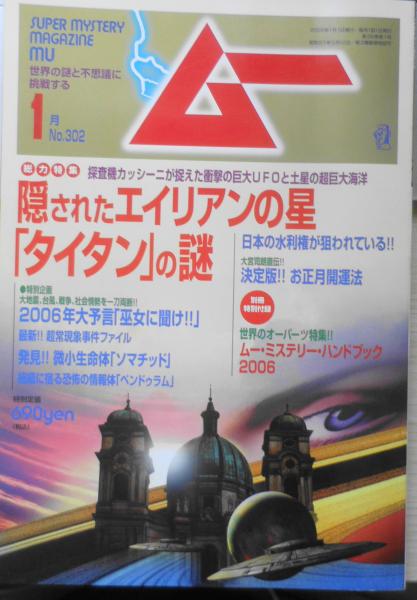 SUPER MYSTERY
MAGAZINE
MU
世界の謎と不思議に
挑戦する
1月
No.302
ムー
総力特集
探査機カッシーニが捉えた衝撃の巨大UFOと土星の超巨大海洋
隠されたエイリアンの星
「タイタン」の謎
●特別企画
大地震、台風、戦争、社会情勢を一刀両断!!
2006年大予言「巫女に聞け!!」
最新!! 超常現象事件ファイル
発見!! 微小生命体「ソマチッド」
組織に宿る恐怖の情報体「ペンドゥラム」
特別定価
690yen
(税込)
日本の水利権が狙われている!!
大宮司朗直伝!!
決定版!! お正月開運法
別冊
特別付録
世界のオーパーツ特集!!
ムー・ミステリー・ハンドブック
2006